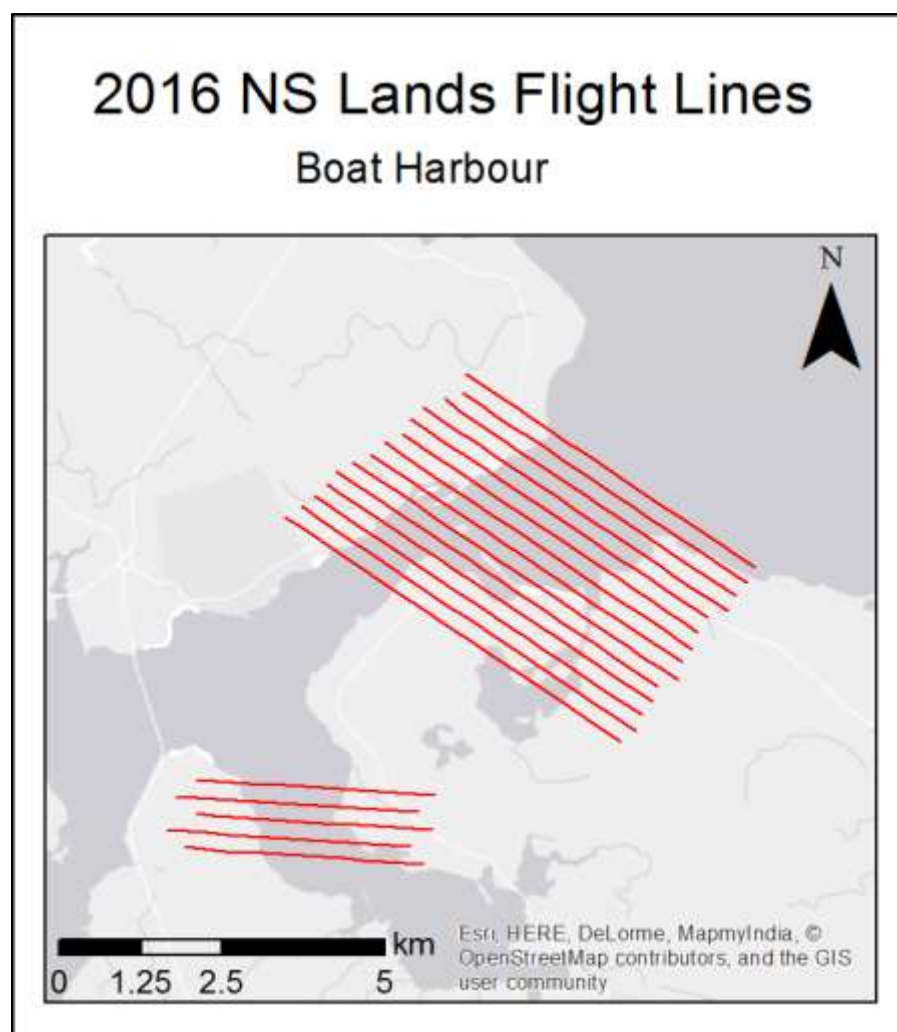 2016 NS Lands Flight Lines
Boat Harbour
N
km
0 1.25 2.5 5
Esri, HERE, DeLorme, MapmyIndia, ©
OpenStreetMap contributors, and the GIS
user community